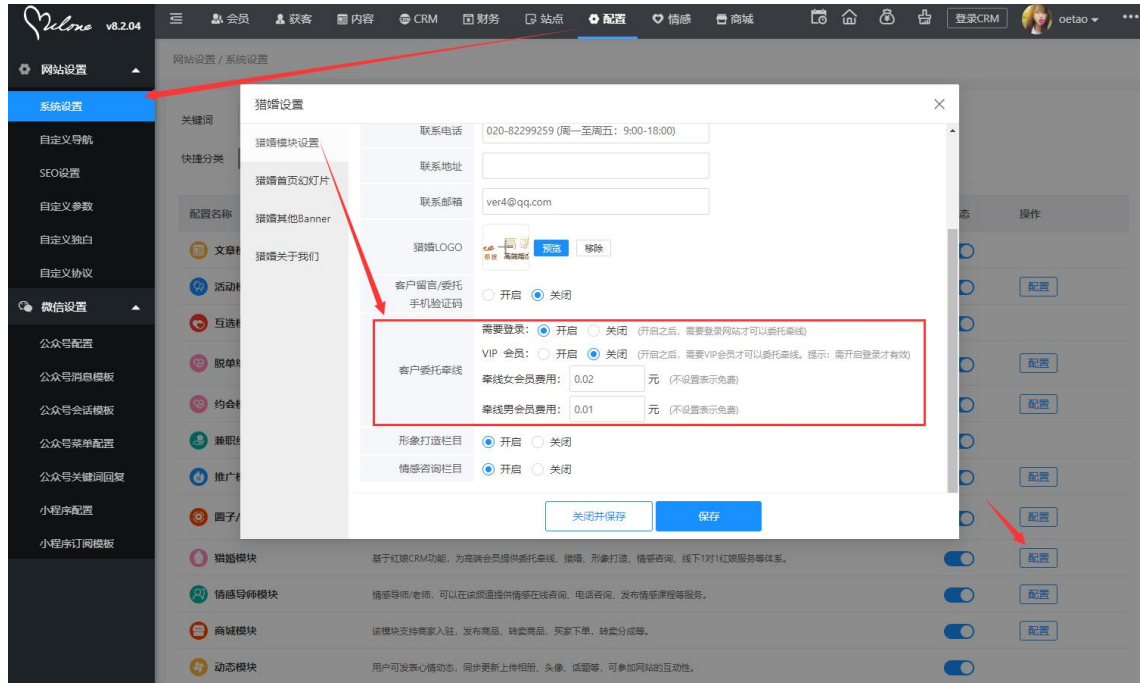 Milone v8.2.04
会员 获客 内容 CRM 财务 站点 配置 情感 商城
登录CRM oetao
网站设置
系统设置
自定义导航
SEO设置
自定义参数
自定义独白
自定义协议
微信设置
公众号配置
公众号消息模板
公众号会话模板
公众号菜单配置
公众号关键词回复
小程序配置
小程序订阅模板
网站设置 / 系统设置
关键词
快捷分类
配置名称
操作
猎婚设置
猎婚模块设置
猎婚首页幻灯片
猎婚其他Banner
猎婚关于我们
联系电话 020-82299259 (周一至周五：9:00-18:00)
联系地址
联系邮箱 ver4@qq.com
猎婚LOGO 预览 移除
客户留言/委托
手机验证码 开启 关闭
客户委托牵线
需要登录： 开启 关闭 (开启之后，需要登录网站才可以委托牵线)
VIP 会员： 开启 关闭 (开启之后，需要VIP会员才可以委托牵线。提示：需开启登录才有效)
牵线女会员费用： 0.02 元 (不设置表示免费)
牵线男会员费用： 0.01 元 (不设置表示免费)
形象打造栏目 开启 关闭
情感咨询栏目 开启 关闭
关闭并保存 保存
文章
活动 配置
互选
脱单 配置
约会 配置
兼职
推广 配置
圈子/ 配置
猎婚模块 基于红娘CRM功能，为高端会员提供委托牵线、猎婚、形象打造、情感咨询、线下1对1红娘服务等体系。 配置
情感导师模块 情感导师/老师，可以在该频道提供情感在线咨询、电话咨询、发布情感课程等服务。 配置
商城模块 该模块支持商家入驻，发布商品，转卖商品，买家下单，转卖分成等。 配置
动态模块 用户可发表心情动态，同步更新上传相册、头像、话题等，可参加网站的互动性。